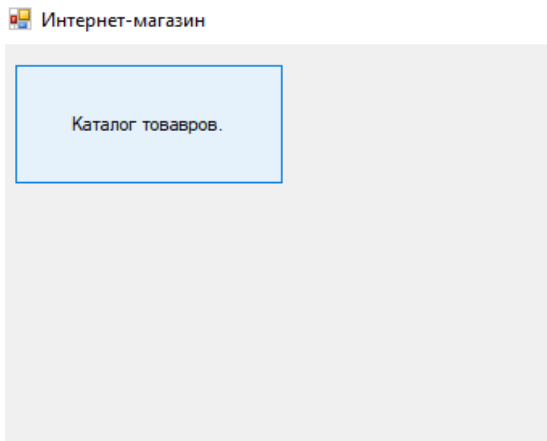 Интернет-магазин
Каталог товавров.